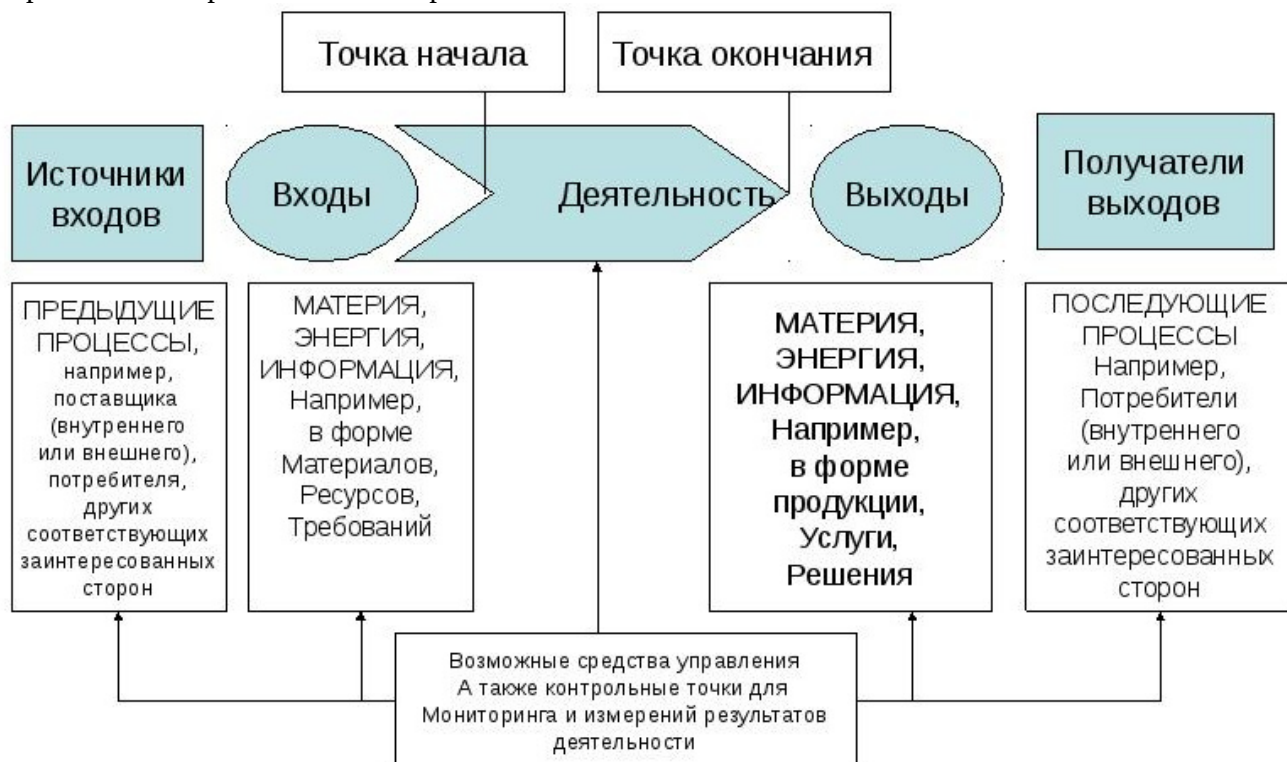 Точка начала
Точка окончания
Источники
входов
Входы
Деятельность
Выходы
Получатели
выходов
ПРЕДЫДУЩИЕ
ПРОЦЕССЫ,
например,
поставщика
(внутреннего
или внешнего),
потребителя,
других
соответствующих
заинтересованных
сторон
МАТЕРИЯ,
ЭНЕРГИЯ,
ИНФОРМАЦИЯ,
Например,
в форме
Материалов,
Ресурсов,
Требований
МАТЕРИЯ,
ЭНЕРГИЯ,
ИНФОРМАЦИЯ,
Например,
в форме
продукции,
Услуги,
Решения
ПОСЛЕДУЮЩИЕ
ПРОЦЕССЫ
Например,
Потребители
(внутреннего
или внешнего),
других
соответствующих
заинтересованных
сторон
Возможные средства управления
А также контрольные точки для
Мониторинга и измерений результатов
деятельности